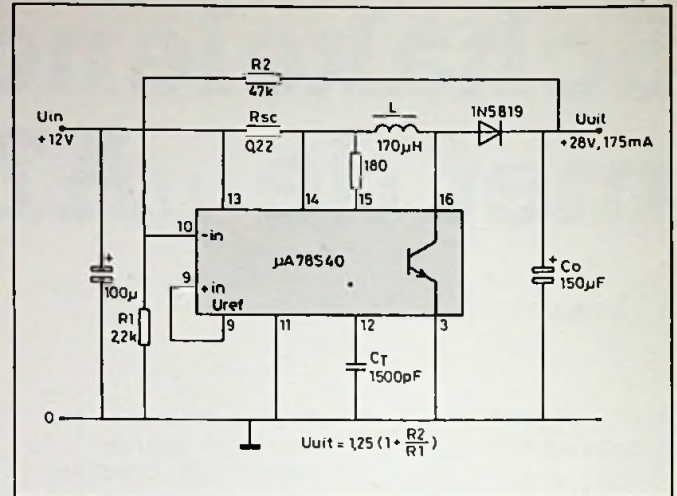 R2
47k
Uin
+12V
Rsc
0,22
L
170µH
1N5819
Uuit
+28V, 175mA
180
13
14
15
16
10
-in
µA78S40
9
+in
Uref
100µ
+
R1
2,2k
9
11
12
3
CT
1500pF
+
Co
150µF
0
Uuit = 1,25 (1 + R2/R1)